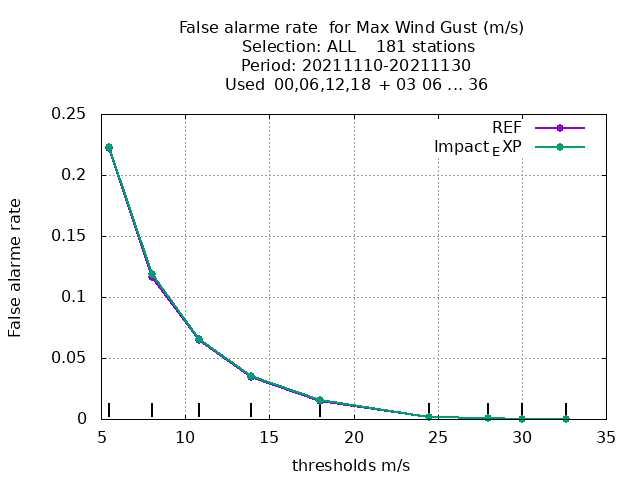 False alarme rate for Max Wind Gust (m/s)
Selection: ALL 181 stations
Period: 20211110-20211130
Used 00,06,12,18 + 03 06 ... 36
REF
Impact_EXP
False alarme rate
0.25
0.2
0.15
0.1
0.05
0
5 10 15 20 25 30 35
thresholds m/s